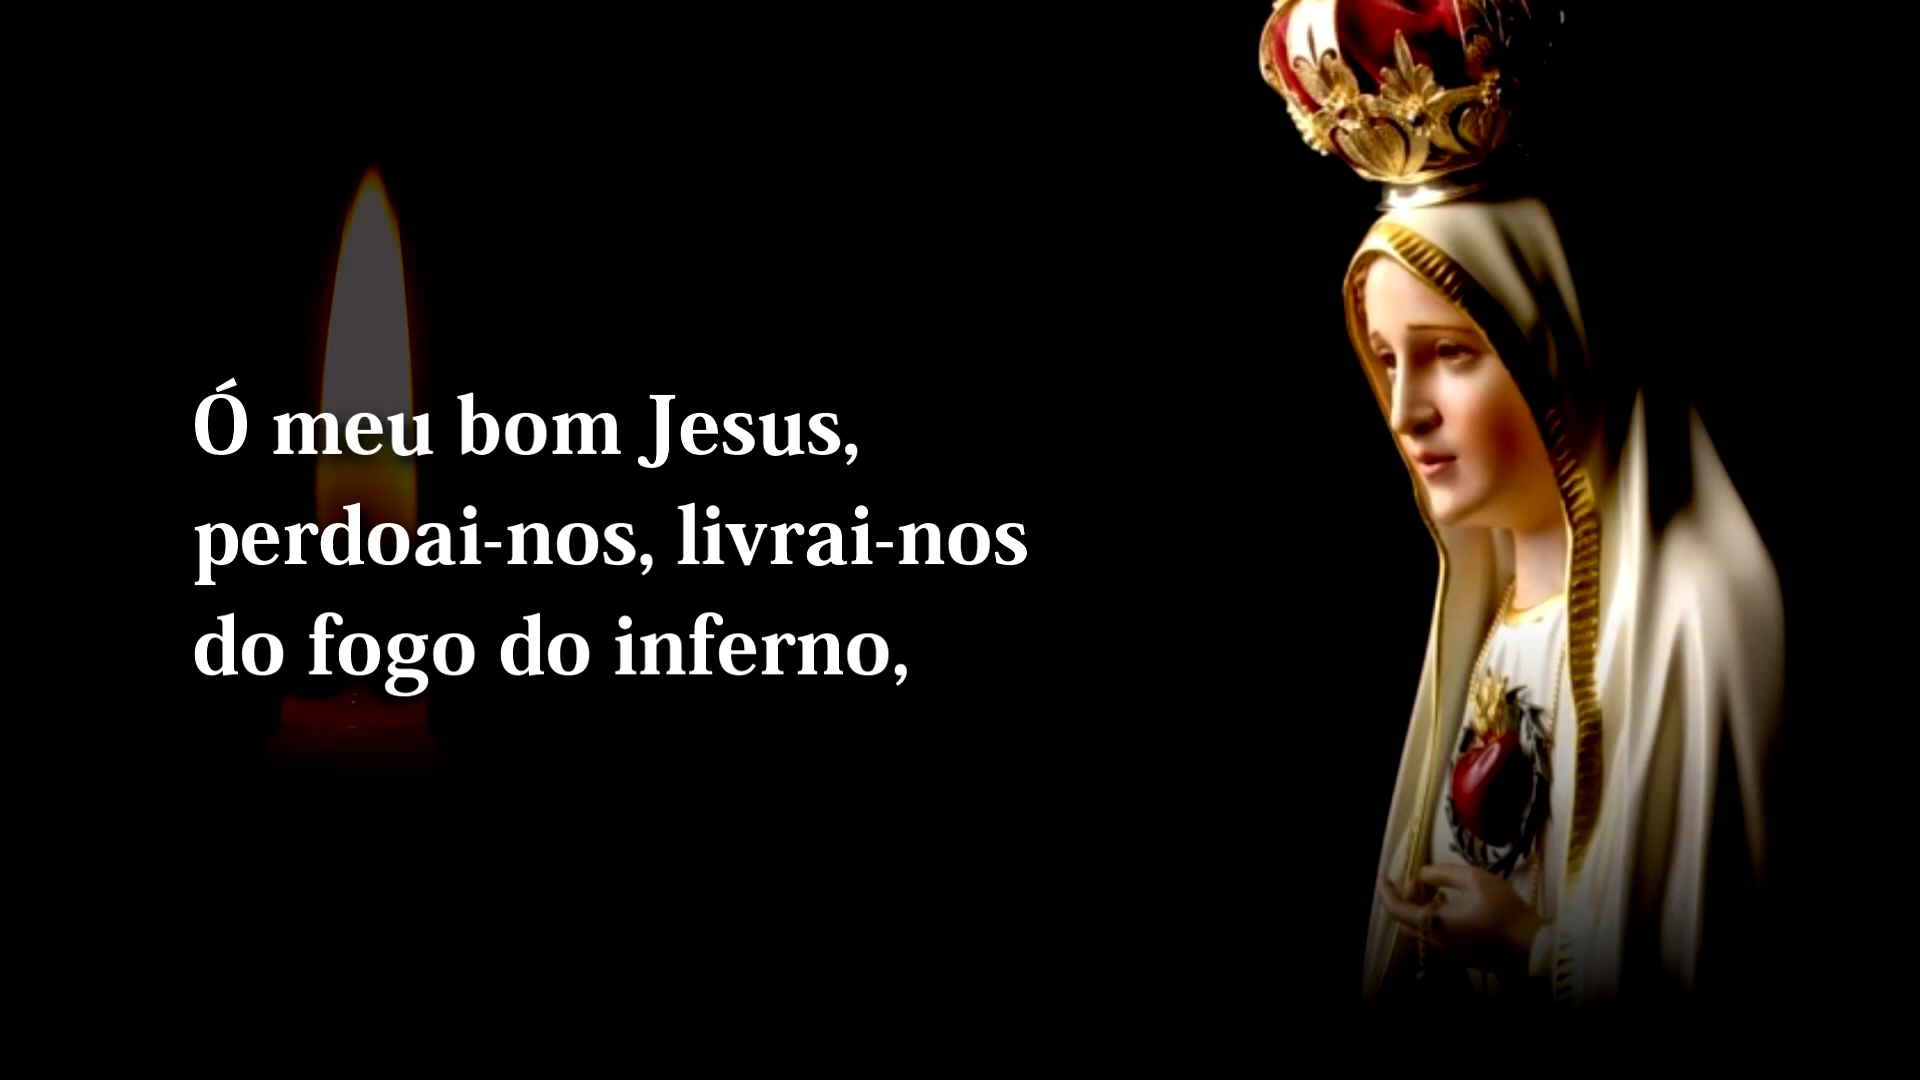 Ó meu bom Jesus,
perdoai-nos, livrai-nos
do fogo do inferno,